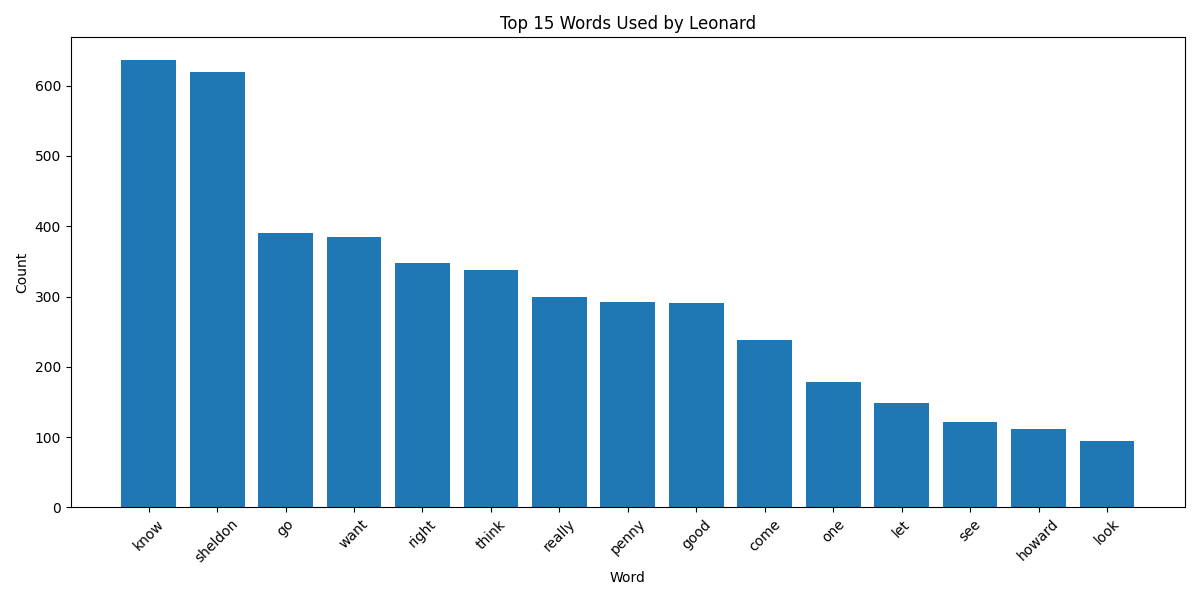 Top 15 Words Used by Leonard
Count
600
500
400
300
200
100
0
know
sheldon
go
want
right
think
really
penny
good
come
one
let
see
howard
look
Word